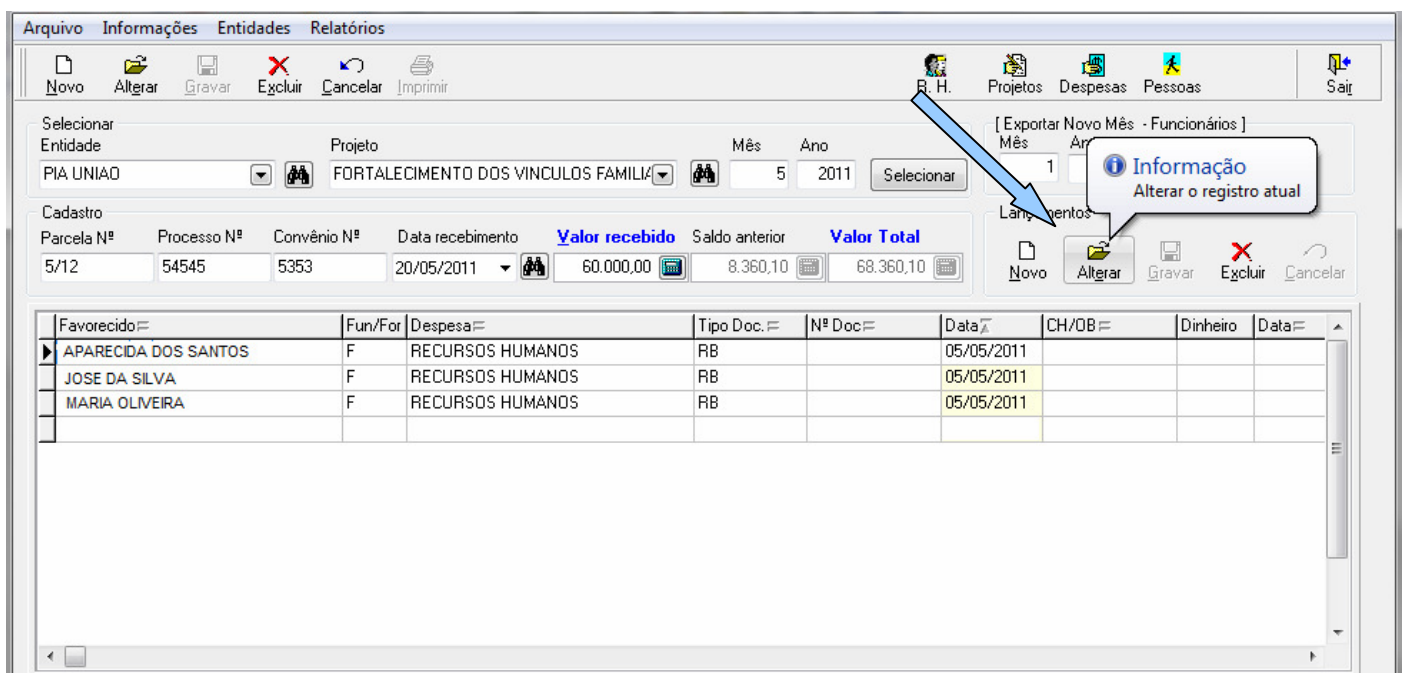 Arquivo Informações Entidades Relatórios
Novo Alterar Gravar Excluir Cancelar Imprimir R. H. Projetos Despesas Pessoas Sair
Selecionar [ Exportar Novo Mês - Funcionários ]
Entidade Projeto Mês Ano Mês
PIA UNIAO FORTALECIMENTO DOS VINCULOS FAMILIA 5 2011 Selecionar 1
Informação
Alterar o registro atual
Cadastro Lançamentos
Parcela Nº Processo Nº Convênio Nº Data recebimento Valor recebido Saldo anterior Valor Total
5/12 54545 5353 20/05/2011 60.000,00 8.360,10 68.360,10
Novo Alterar Gravar Excluir Cancelar
Favorecido Fun/For Despesa Tipo Doc. Nº Doc Data CH/OB Dinheiro Data
APARECIDA DOS SANTOS F RECURSOS HUMANOS RB 05/05/2011
JOSE DA SILVA F RECURSOS HUMANOS RB 05/05/2011
MARIA OLIVEIRA F RECURSOS HUMANOS RB 05/05/2011